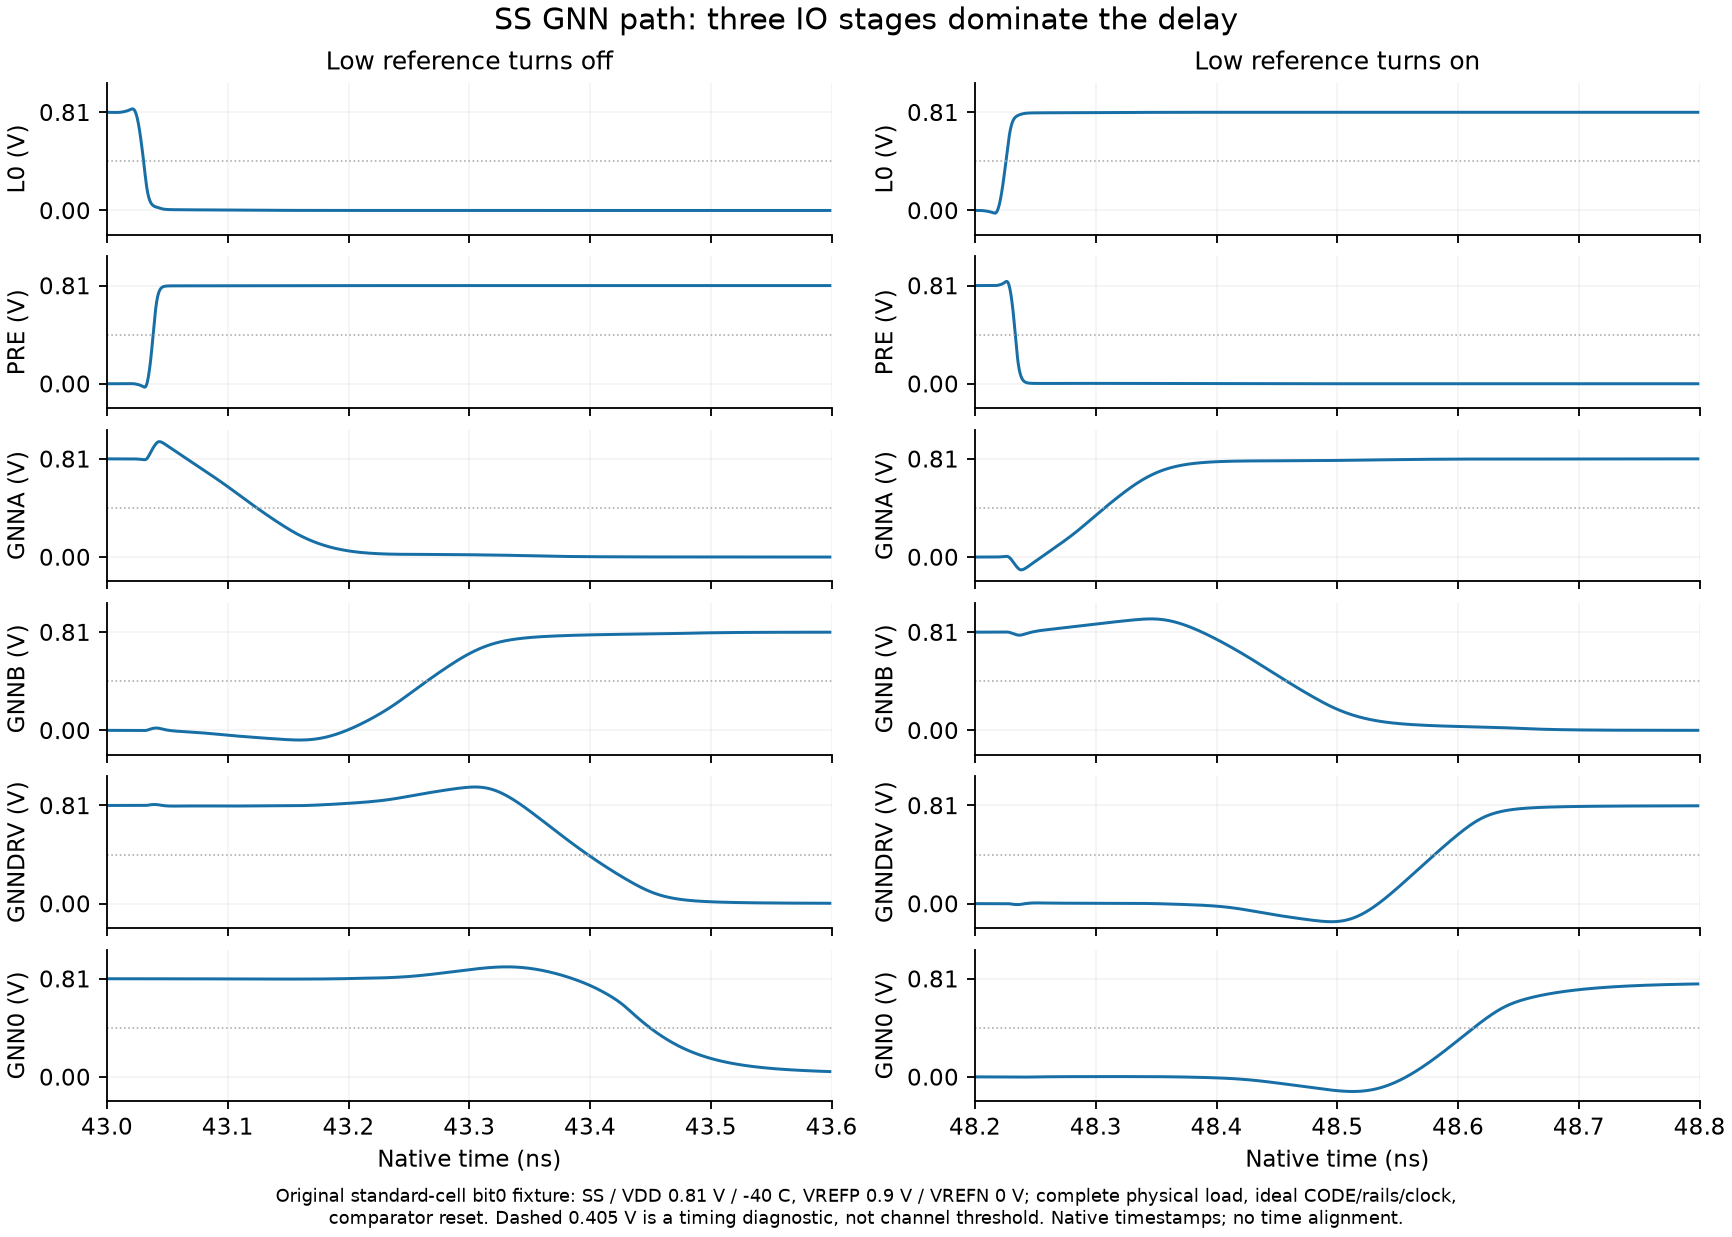 SS GNN path: three IO stages dominate the delay
Low reference turns off
Low reference turns on
L0 (V)
0.81
0.00
L0 (V)
0.81
0.00
PRE (V)
0.81
0.00
PRE (V)
0.81
0.00
GNNA (V)
0.81
0.00
GNNA (V)
0.81
0.00
GNNB (V)
0.81
0.00
GNNB (V)
0.81
0.00
GNNDRV (V)
0.81
0.00
GNNDRV (V)
0.81
0.00
GNN0 (V)
0.81
0.00
GNN0 (V)
0.81
0.00
43.0 43.1 43.2 43.3 43.4 43.5 43.6
48.2 48.3 48.4 48.5 48.6 48.7 48.8
Native time (ns)
Native time (ns)
Original standard-cell bit0 fixture: SS / VDD 0.81 V / -40 C, VREFP 0.9 V / VREFN 0 V; complete physical load, ideal CODE/rails/clock,
comparator reset. Dashed 0.405 V is a timing diagnostic, not channel threshold. Native timestamps; no time alignment.